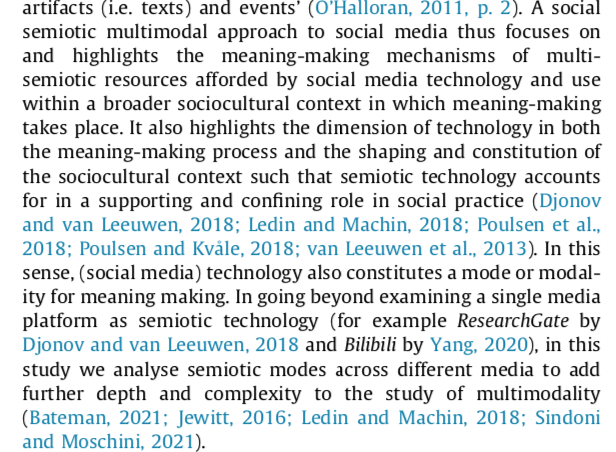 artifacts (i.e. texts) and events’ (O’Halloran, 2011, p. 2). A social
semiotic multimodal approach to social media thus focuses on
and highlights the meaning-making mechanisms of multi-
semiotic resources afforded by social media technology and use
within a broader sociocultural context in which meaning-making
takes place. It also highlights the dimension of technology in both
the meaning-making process and the shaping and constitution of
the sociocultural context such that semiotic technology accounts
for in a supporting and confining role in social practice (Djonov
and van Leeuwen, 2018; Ledin and Machin, 2018; Poulsen et al.,
2018; Poulsen and Kvåle, 2018; van Leeuwen et al., 2013). In this
sense, (social media) technology also constitutes a mode or modal-
ity for meaning making. In going beyond examining a single media
platform as semiotic technology (for example ResearchGate by
Djonov and van Leeuwen, 2018 and Bilibili by Yang, 2020), in this
study we analyse semiotic modes across different media to add
further depth and complexity to the study of multimodality
(Bateman, 2021; Jewitt, 2016; Ledin and Machin, 2018; Sindoni
and Moschini, 2021).